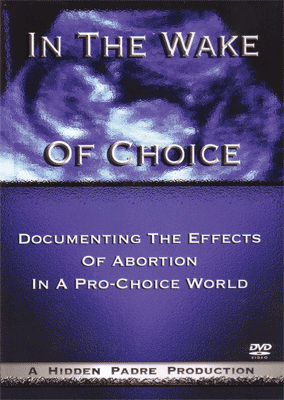 In The Wake
Of Choice
Documenting The Effects
Of Abortion
In A Pro-Choice World
DVD
VIDEO
A Hidden Padre Production